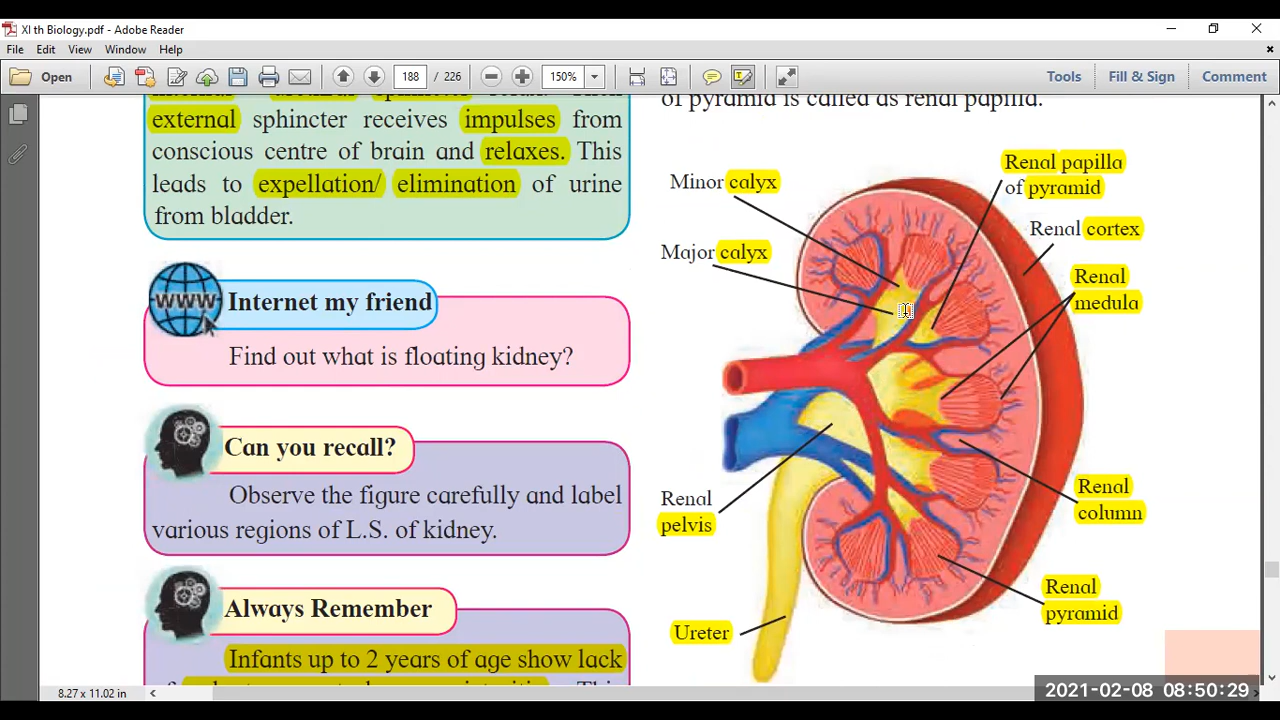 XI th Biology.pdf - Adobe Reader
File Edit View Window Help
Open 188 / 226 150% Tools Fill & Sign Comment
external sphincter receives impulses from
conscious centre of brain and relaxes. This
leads to expellation/ elimination of urine
from bladder.
www Internet my friend
Find out what is floating kidney?
Can you recall?
Observe the figure carefully and label
various regions of L.S. of kidney.
Always Remember
Infants up to 2 years of age show lack
of pyramid is called as renal papilla.
Minor calyx
Major calyx
Renal papilla
of pyramid
Renal cortex
Renal
medula
Renal
pelvis
Renal
column
Renal
pyramid
Ureter
8.27 x 11.02 in
2021-02-08 08:50:29